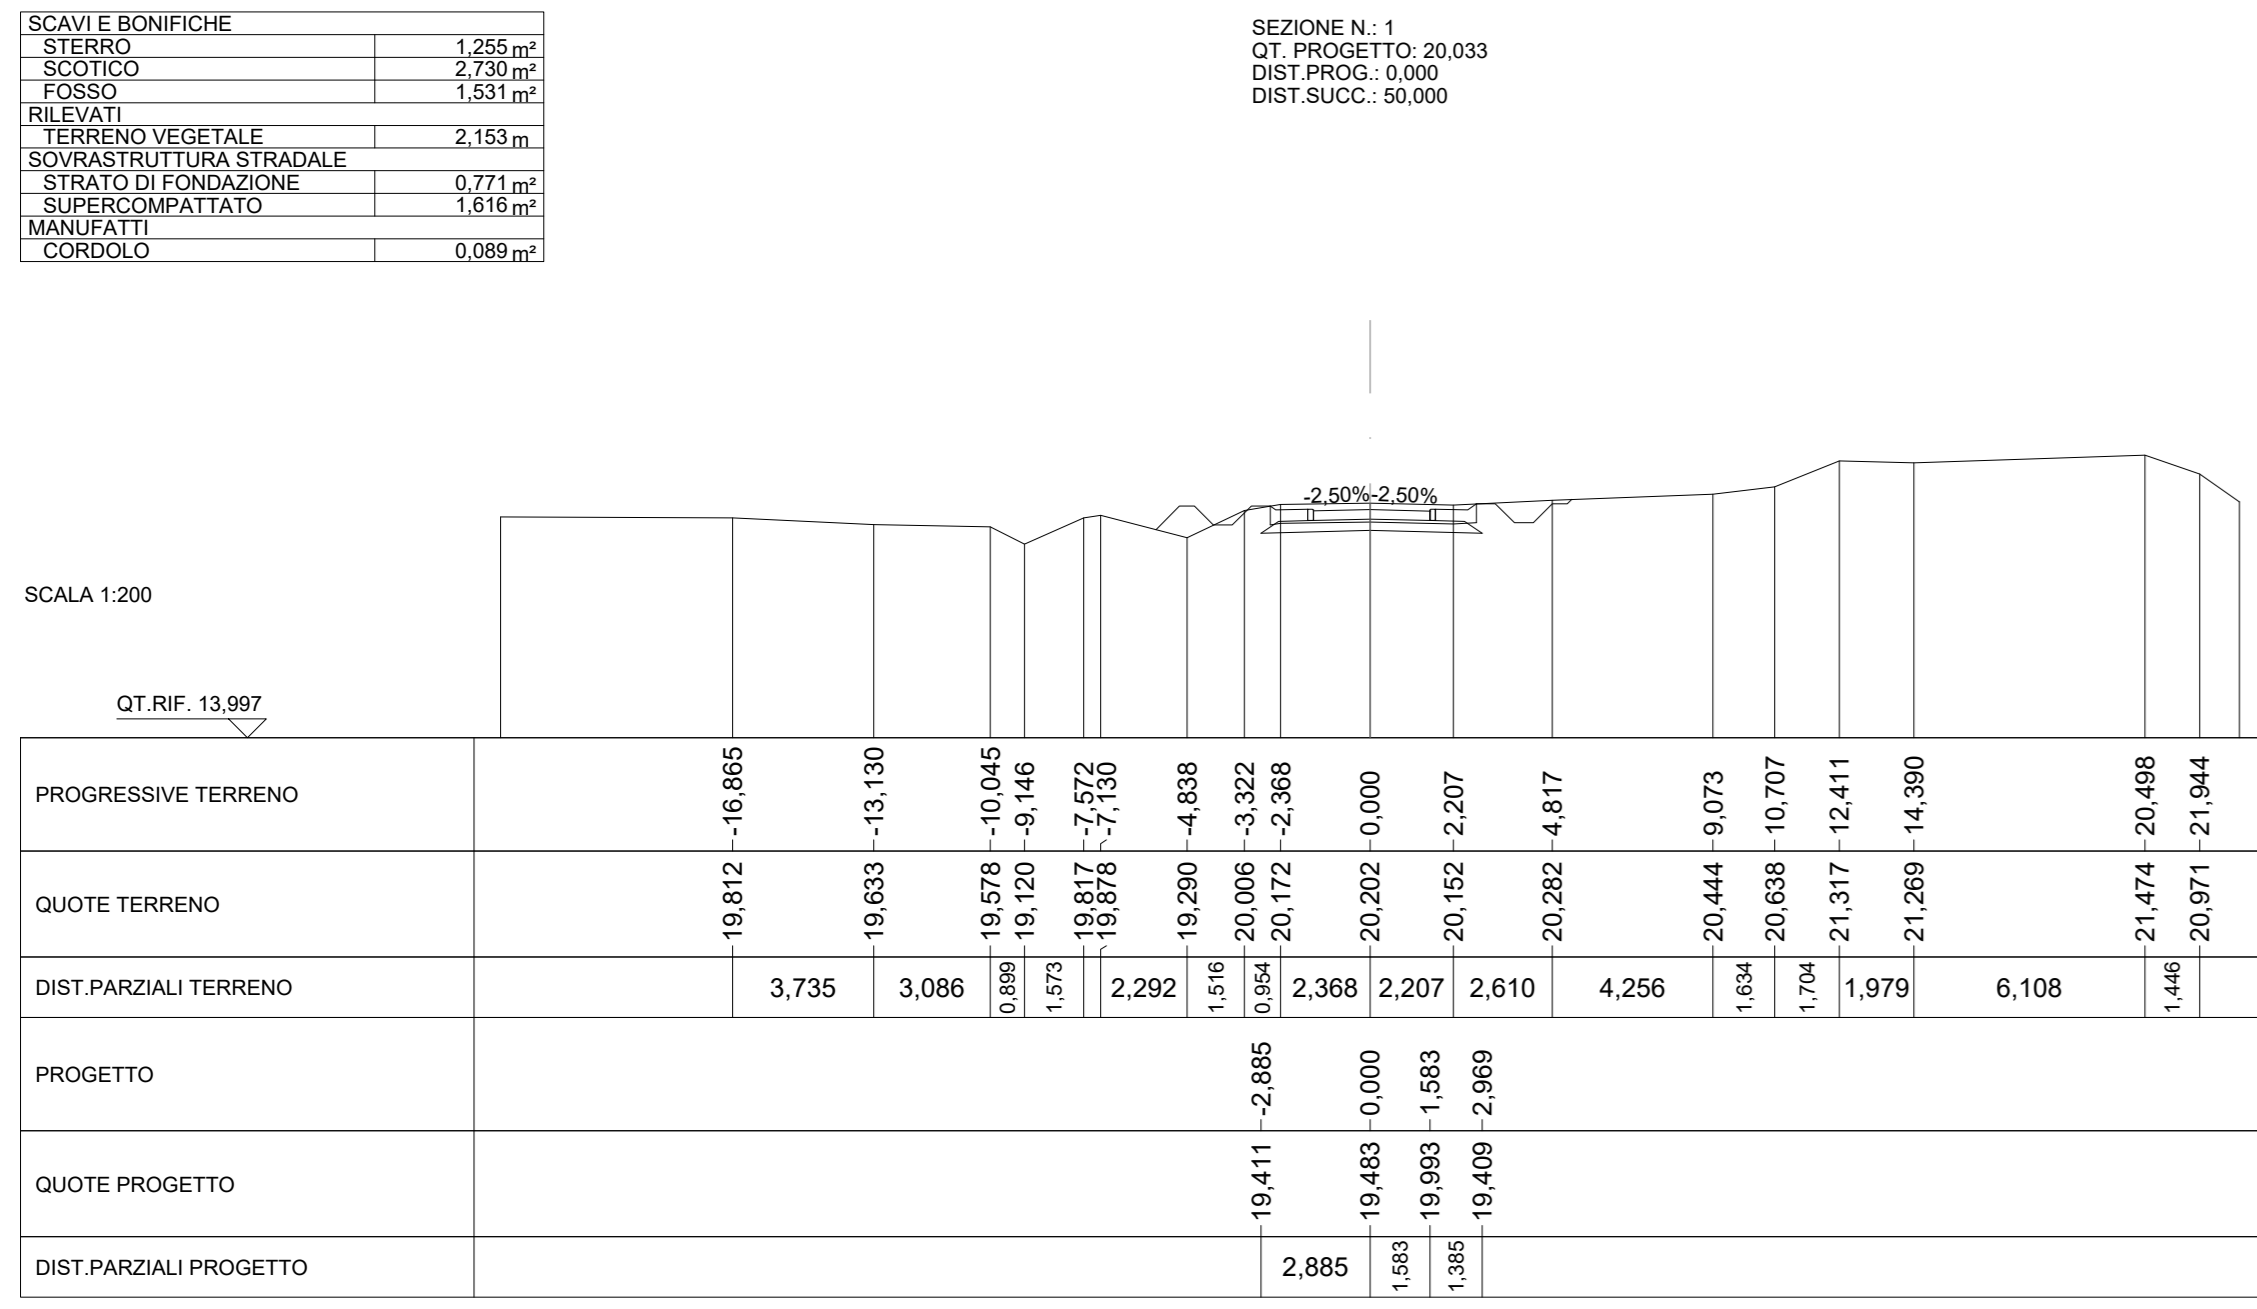 SCAVI E BONIFICHE
STERRO 1,255 m²
SCOTICO 2,730 m²
FOSSO 1,531 m²
RILEVATI
TERRENO VEGETALE 2,153 m
SOVRASTRUTTURA STRADALE
STRATO DI FONDAZIONE 0,771 m²
SUPERCOMPATTATO 1,616 m²
MANUFATTI
CORDOLO 0,089 m²
SEZIONE N.: 1
QT. PROGETTO: 20,033
DIST.PROG.: 0,000
DIST.SUCC.: 50,000
-2,50% -2,50%
SCALA 1:200
QT.RIF. 13,997
PROGRESSIVE TERRENO -16,865 -13,130 -10,045 -9,146 -7,572 -7,130 -4,838 -3,322 -2,368 0,000 2,207 4,817 9,073 10,707 12,411 14,390 20,498 21,944
QUOTE TERRENO 19,812 19,633 19,578 19,120 19,817 19,878 19,290 20,006 20,172 20,202 20,152 20,282 20,444 20,638 21,317 21,269 21,474 20,971
DIST.PARZIALI TERRENO 3,735 3,086 0,899 1,573 2,292 1,516 0,954 2,368 2,207 2,610 4,256 1,634 1,704 1,979 6,108 1,446
PROGETTO -2,885 0,000 1,583 2,969
QUOTE PROGETTO 19,411 19,483 19,993 19,409
DIST.PARZIALI PROGETTO 2,885 1,583 1,385